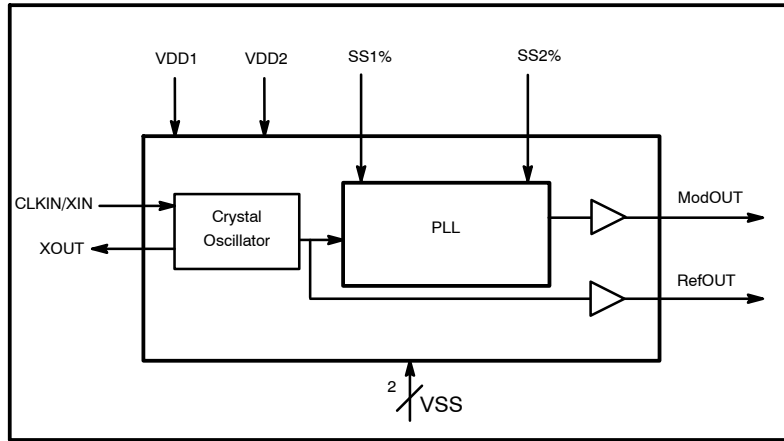 VDD1 VDD2 SS1% SS2%
CLKIN/XIN
XOUT
Crystal
Oscillator
PLL
ModOUT
RefOUT
2
VSS